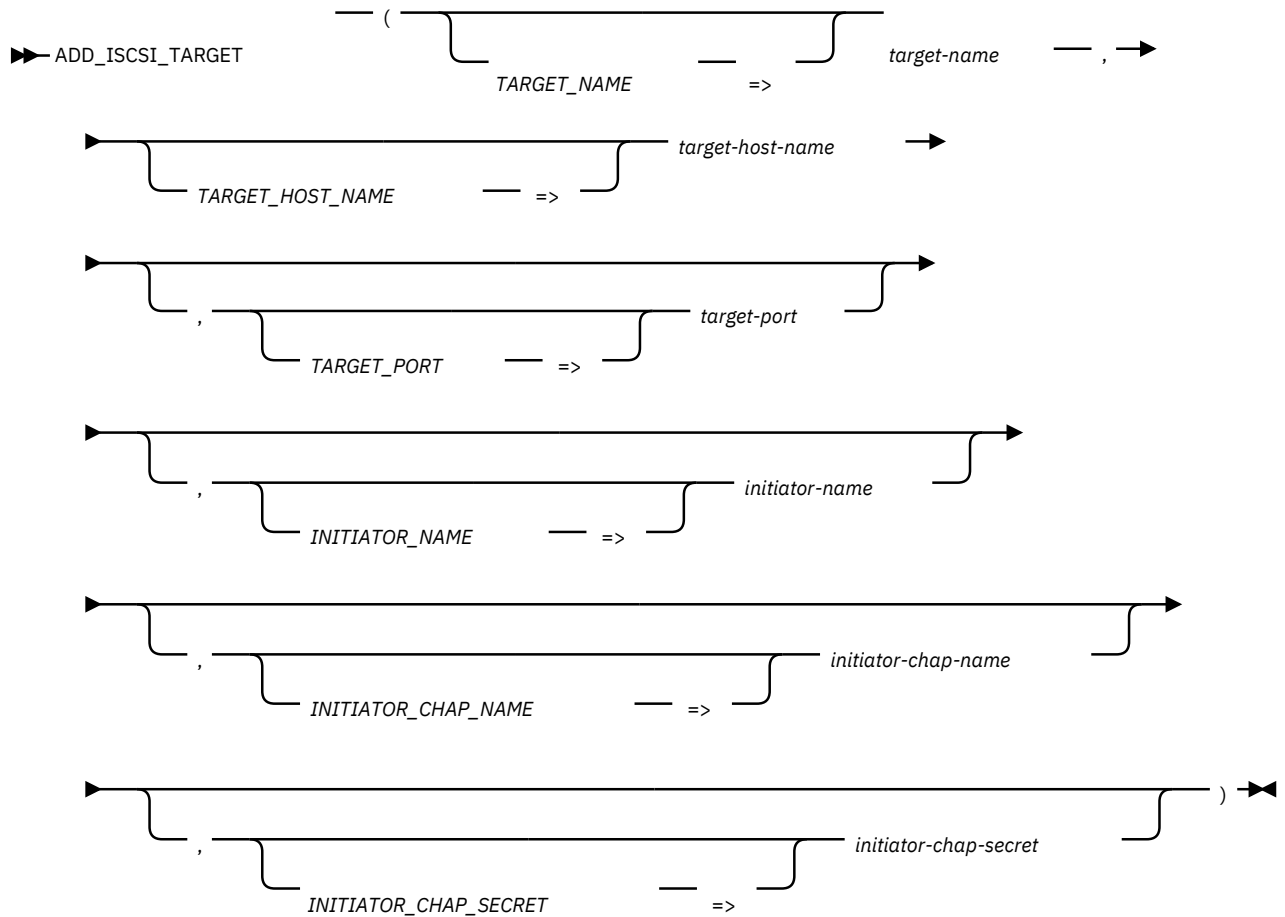 ADD_ISCSI_TARGET ( TARGET_NAME => target-name ,
TARGET_HOST_NAME => target-host-name
, TARGET_PORT => target-port
, INITIATOR_NAME => initiator-name
, INITIATOR_CHAP_NAME => initiator-chap-name
, INITIATOR_CHAP_SECRET => initiator-chap-secret )